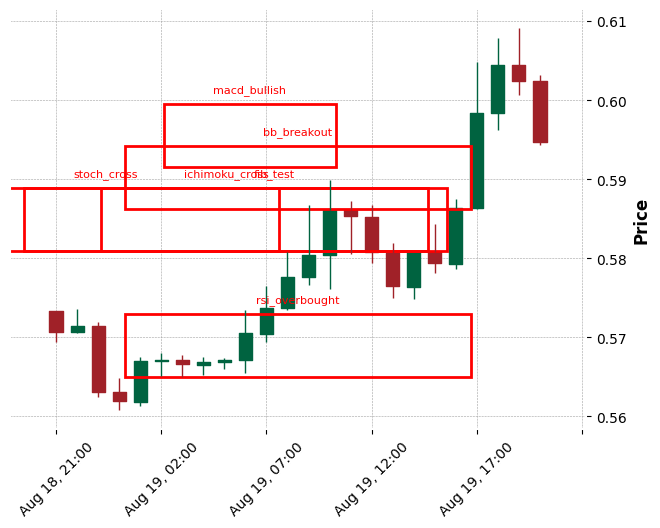 0.61
macd_bullish
0.60
bb_breakout
stoch_cross
ichimoku_cross
fib_test
0.59
Price
0.58
rsi_overbought
0.57
0.56
Aug 18, 21:00
Aug 19, 02:00
Aug 19, 07:00
Aug 19, 12:00
Aug 19, 17:00